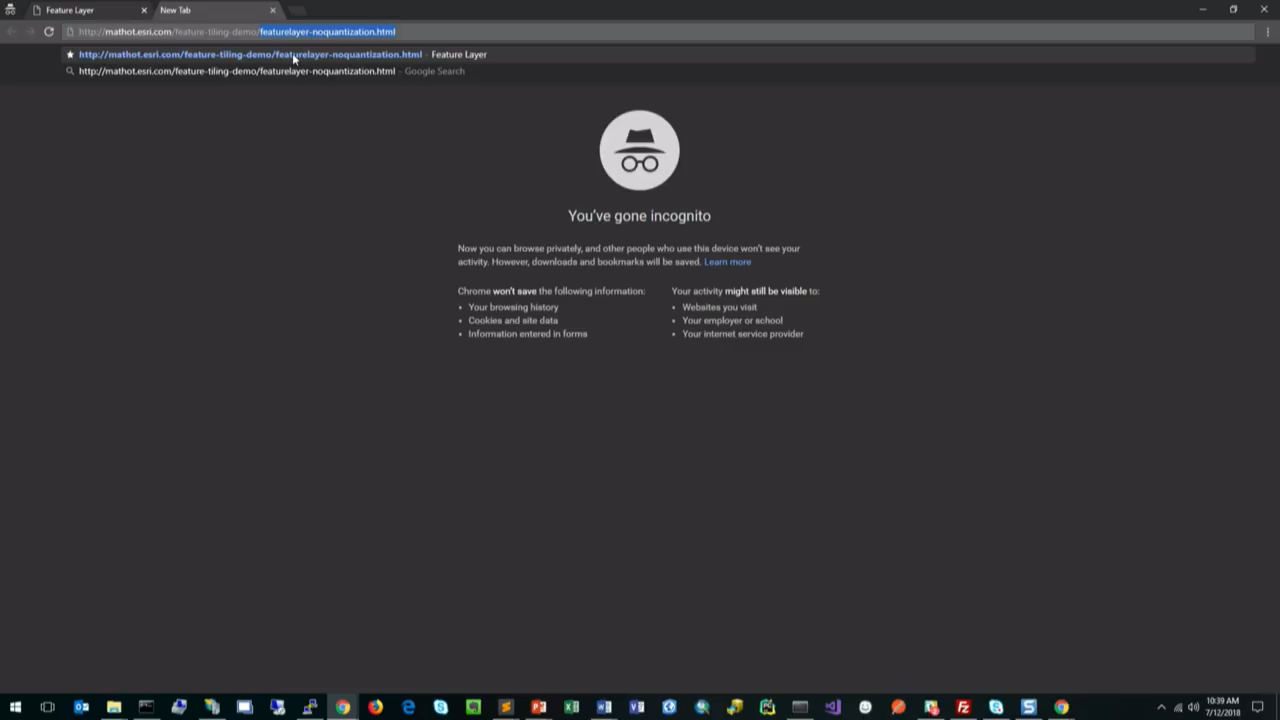 Feature Layer
New Tab
http://mathot.esri.com/feature-tiling-demo/featurelayer-noquantization.html
http://mathot.esri.com/feature-tiling-demo/featurelayer-noquantization.html - Feature Layer
http://mathot.esri.com/feature-tiling-demo/featurelayer-noquantization.html - Google Search
You've gone incognito
Now you can browse privately, and other people who use this device won't see your
activity. However, downloads and bookmarks will be saved. Learn more
Chrome won't save the following information:
• Your browsing history
• Cookies and site data
• Information entered in forms
Your activity might still be visible to:
• Websites you visit
• Your employer or school
• Your internet service provider
10:39 AM
7/12/2018